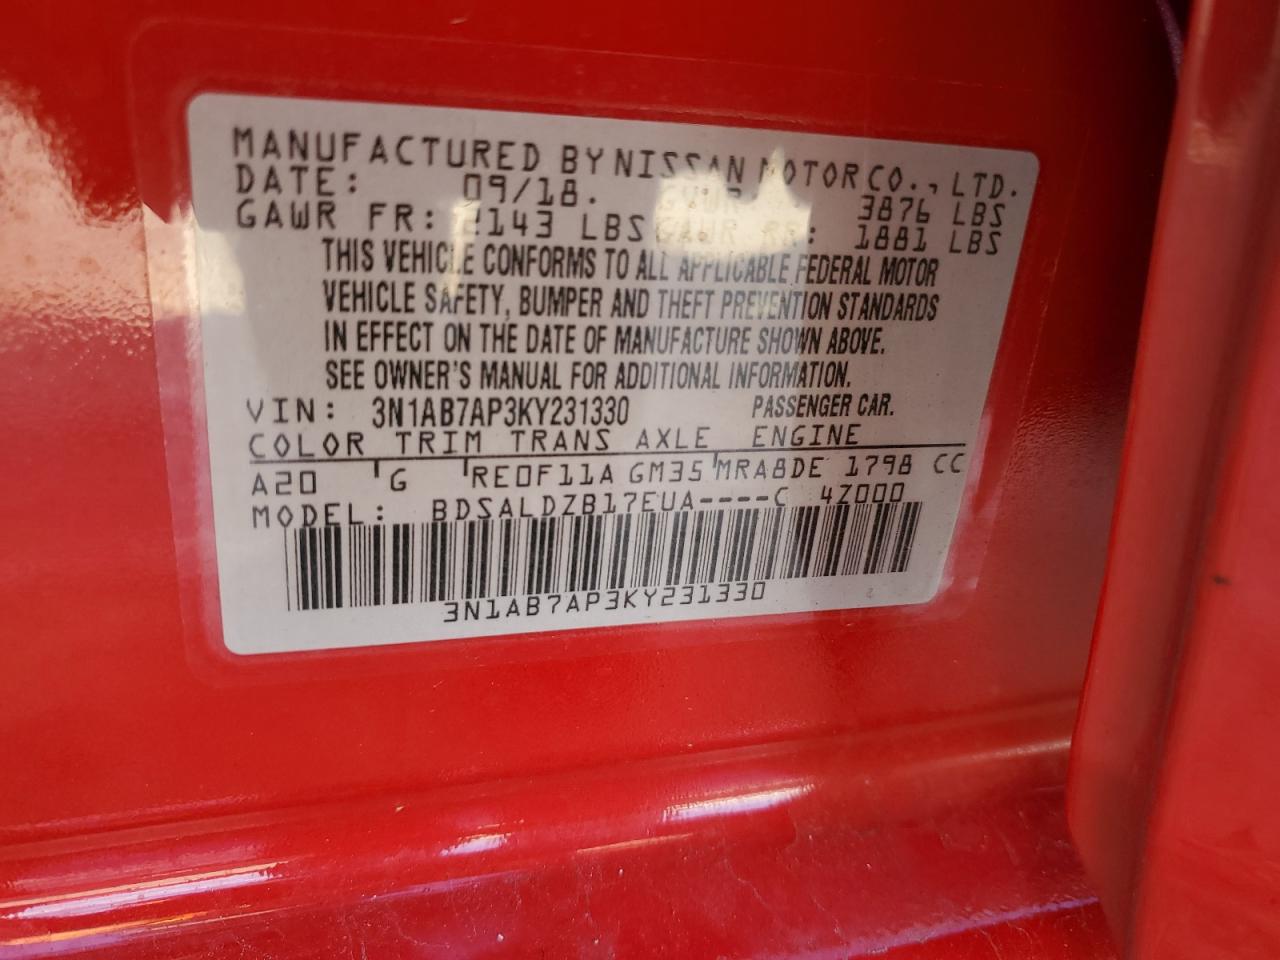 MANUFACTURED BY NISSAN MOTOR CO., LTD.
DATE: 09/18. GVWR 3876 LBS
GAWR FR: 2143 LBS GAWR RR: 1881 LBS
THIS VEHICLE CONFORMS TO ALL APPLICABLE FEDERAL MOTOR
VEHICLE SAFETY, BUMPER AND THEFT PREVENTION STANDARDS
IN EFFECT ON THE DATE OF MANUFACTURE SHOWN ABOVE.
SEE OWNER'S MANUAL FOR ADDITIONAL INFORMATION.
VIN: 3N1AB7AP3KY231330 PASSENGER CAR.
COLOR TRIM TRANS AXLE ENGINE
A20 G RE0F11A GM35 MRA8DE 1798 CC
MODEL: BDSALDZB17EUA----C 4Z000
3N1AB7AP3KY231330